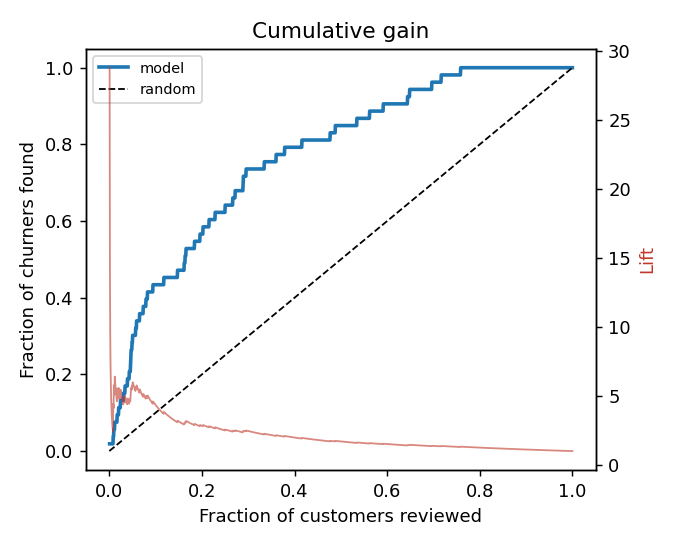 Cumulative gain
model
random
Fraction of churners found
1.0
0.8
0.6
0.4
0.2
0.0
30
25
20
15
10
5
0
Lift
0.0 0.2 0.4 0.6 0.8 1.0
Fraction of customers reviewed